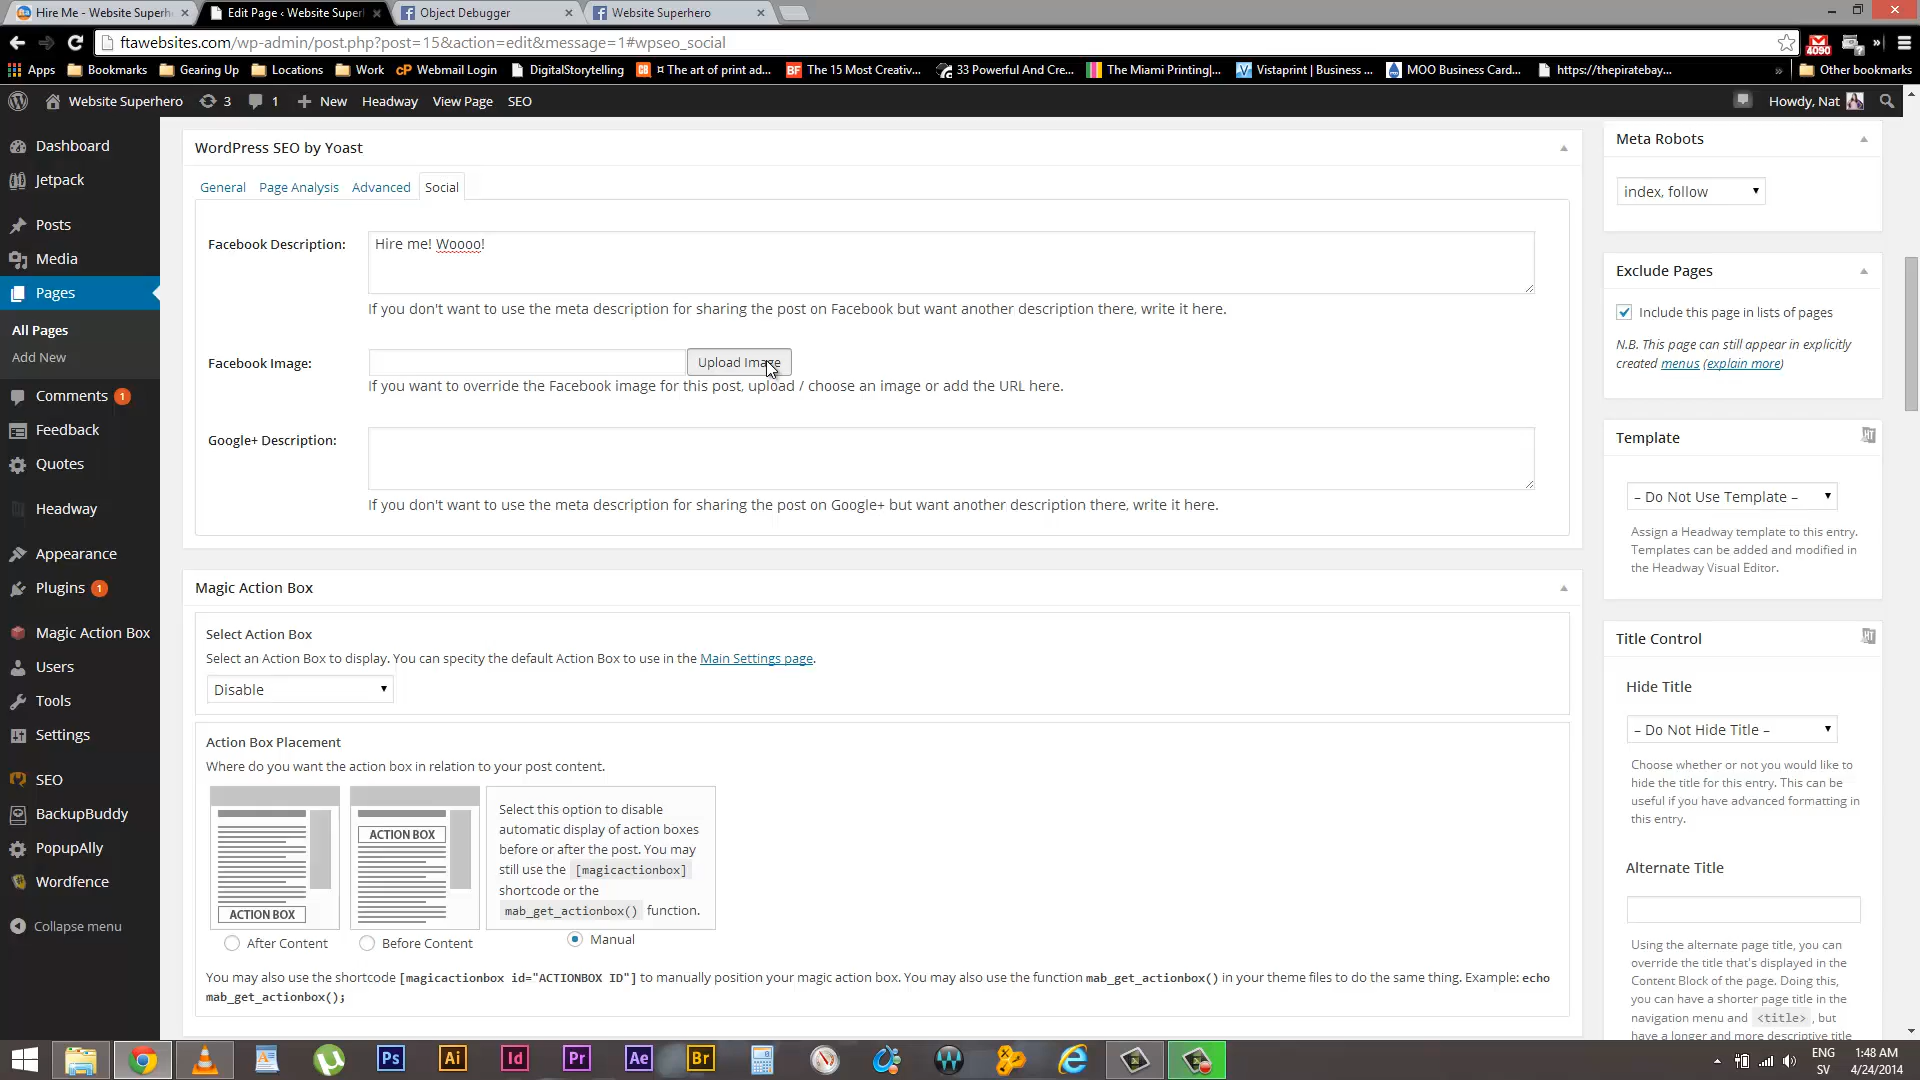 Hire Me - Website Superh
Edit Page ‹ Website Super
Object Debugger
Website Superhero
ftawebsites.com/wp-admin/post.php?post=15&action=edit&message=1#wpseo_social
4090
Apps
Bookmarks
Gearing Up
Locations
Work
cP Webmail Login
DigitalStorytelling
¤ The art of print ad...
BF The 15 Most Creativ...
33 Powerful And Cre...
The Miami Printing|...
Vistaprint | Business ...
MOO Business Card...
https://thepiratebay...
»
Other bookmarks
Website Superhero
3
1
New
Headway
View Page
SEO
Howdy, Nat
Dashboard
Jetpack
Posts
Media
Pages
All Pages
Add New
Comments 1
Feedback
Quotes
Headway
Appearance
Plugins 1
Magic Action Box
Users
Tools
Settings
SEO
BackupBuddy
PopupAlly
Wordfence
Collapse menu
WordPress SEO by Yoast
General
Page Analysis
Advanced
Social
Facebook Description:
Hire me! Woooo!
If you don't want to use the meta description for sharing the post on Facebook but want another description there, write it here.
Facebook Image:
Upload Image
If you want to override the Facebook image for this post, upload / choose an image or add the URL here.
Google+ Description:
If you don't want to use the meta description for sharing the post on Google+ but want another description there, write it here.
Magic Action Box
Select Action Box
Select an Action Box to display. You can specify the default Action Box to use in the Main Settings page.
Disable
Action Box Placement
Where do you want the action box in relation to your post content.
ACTION BOX
After Content
ACTION BOX
Before Content
Select this option to disable
automatic display of action boxes
before or after the post. You may
still use the [magicactionbox]
shortcode or the
mab_get_actionbox() function.
Manual
You may also use the shortcode [magicactionbox id="ACTIONBOX ID"] to manually position your magic action box. You may also use the function mab_get_actionbox() in your theme files to do the same thing. Example: echo
mab_get_actionbox();
Meta Robots
index, follow
Exclude Pages
Include this page in lists of pages
N.B. This page can still appear in explicitly
created menus (explain more)
Template
– Do Not Use Template –
Assign a Headway template to this entry.
Templates can be added and modified in
the Headway Visual Editor.
Title Control
Hide Title
– Do Not Hide Title –
Choose whether or not you would like to
hide the title for this entry. This can be
useful if you have advanced formatting in
this entry.
Alternate Title
Using the alternate page title, you can
override the title that's displayed in the
Content Block of the page. Doing this,
you can have a shorter page title in the
navigation menu and <title>, but
have a longer and more descriptive title
Ps
Ai
Id
Pr
Ae
Br
ENG
SV
1:48 AM
4/24/2014